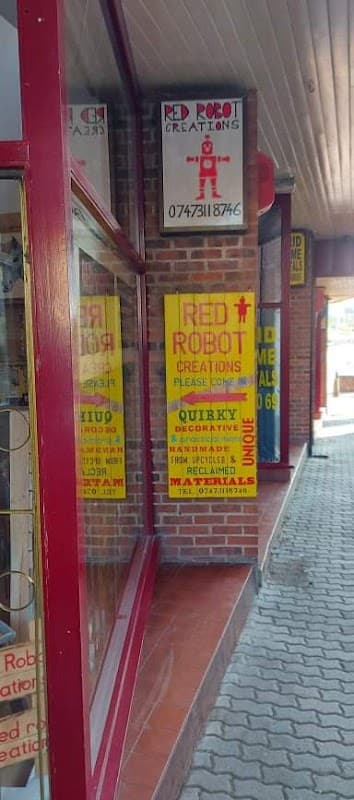 RED ROBOT
CREATIONS
07473118746
RED
ROBOT
CREATIONS
PLEASE COME IN
QUIRKY
DECORATIVE
& practical items
HANDMADE
FROM UPCYCLED &
RECLAIMED
MATERIALS
TEL. 07473118746
UNIQUE